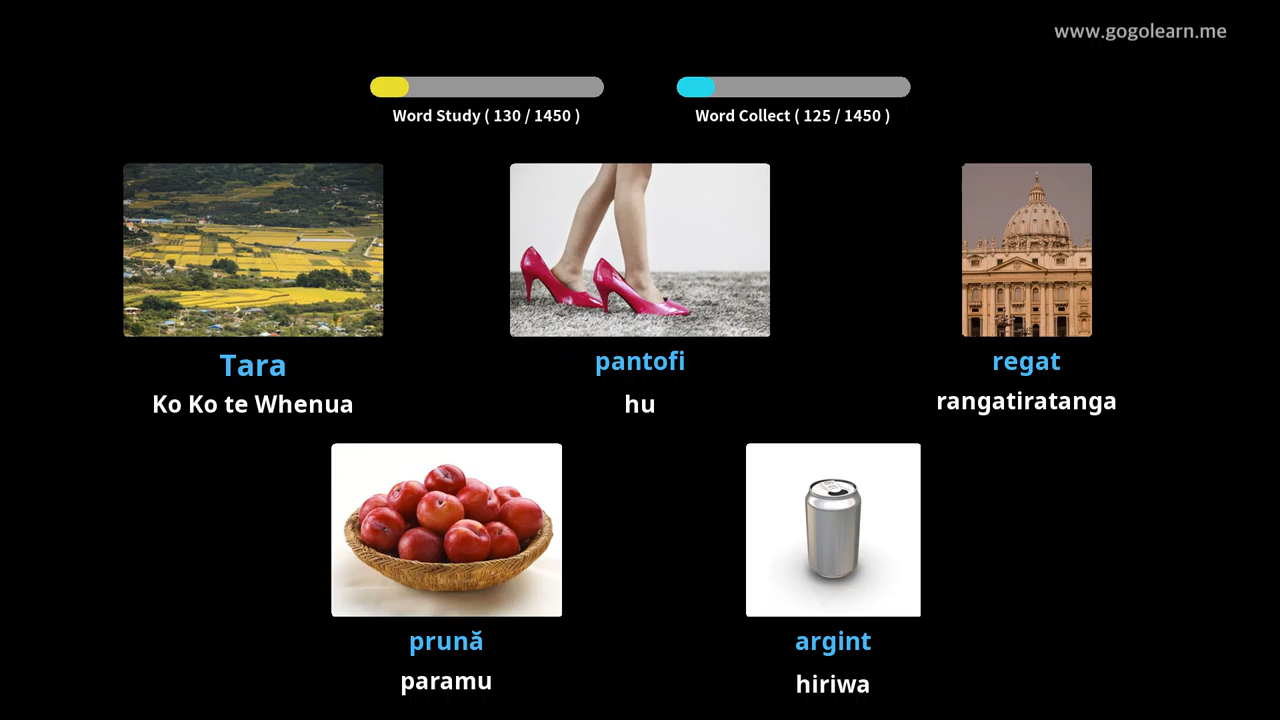 www.gogolearn.me
Word Study ( 130 / 1450 )
Word Collect ( 125 / 1450 )
Tara
Ko Ko te Whenua
pantofi
hu
regat
rangatiratanga
prună
paramu
argint
hiriwa